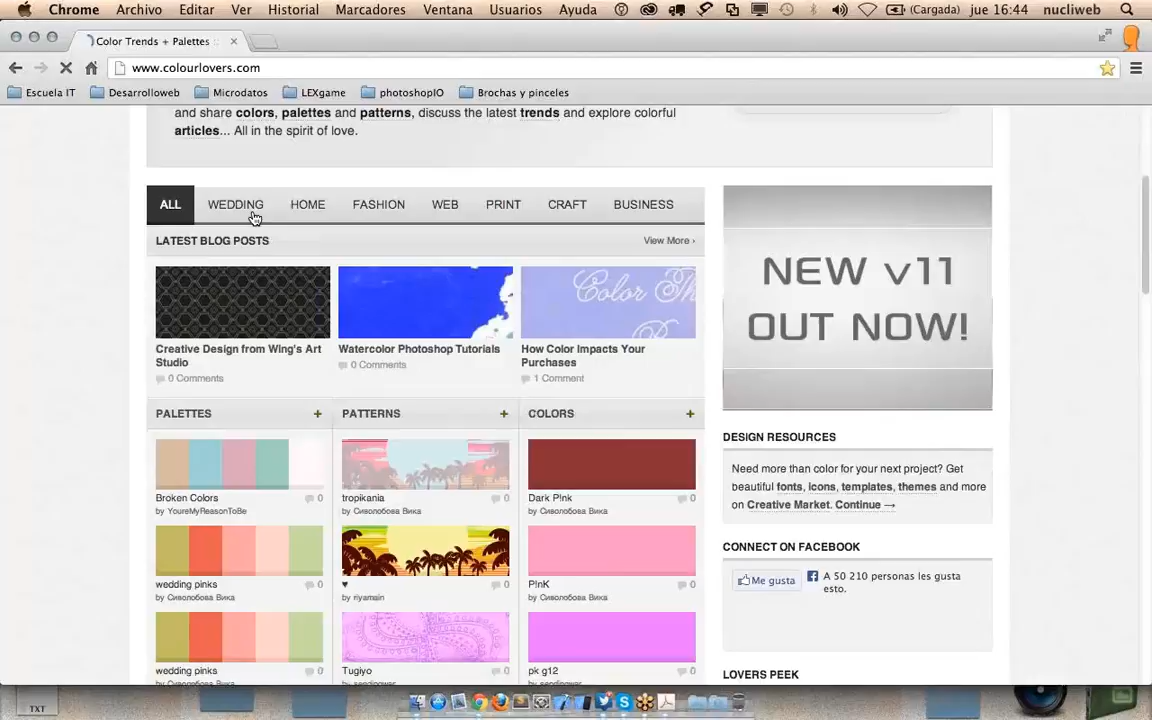 Chrome Archivo Editar Ver Historial Marcadores Ventana Usuarios Ayuda (Cargada) jue 16:44 nucliweb
Color Trends + Palettes
www.colourlovers.com
Escuela IT Desarrolloweb Microdatos LEXgame photoshopIO Brochas y pinceles
and share colors, palettes and patterns, discuss the latest trends and explore colorful
articles... All in the spirit of love.
ALL WEDDING HOME FASHION WEB PRINT CRAFT BUSINESS
LATEST BLOG POSTS View More ›
Color Th
NEW v11
OUT NOW!
Creative Design from Wing's Art
Studio
0 Comments
Watercolor Photoshop Tutorials
0 Comments
How Color Impacts Your
Purchases
1 Comment
PALETTES + PATTERNS + COLORS +
Broken Colors 0
by YoureMyReasonToBe
tropikania 0
by Сиволобова Вика
Dark P!nk 0
by Сиволобова Вика
wedding pinks 0
by Сиволобова Вика
♥ 0
by riyamain
P!nK 0
by Сиволобова Вика
wedding pinks 0
by Сиволобова Вика
Tugiyo 0
pk g12 0
DESIGN RESOURCES
Need more than color for your next project? Get
beautiful fonts, icons, templates, themes and more
on Creative Market. Continue →
CONNECT ON FACEBOOK
Me gusta A 50 210 personas les gusta
esto.
LOVERS PEEK
TXT